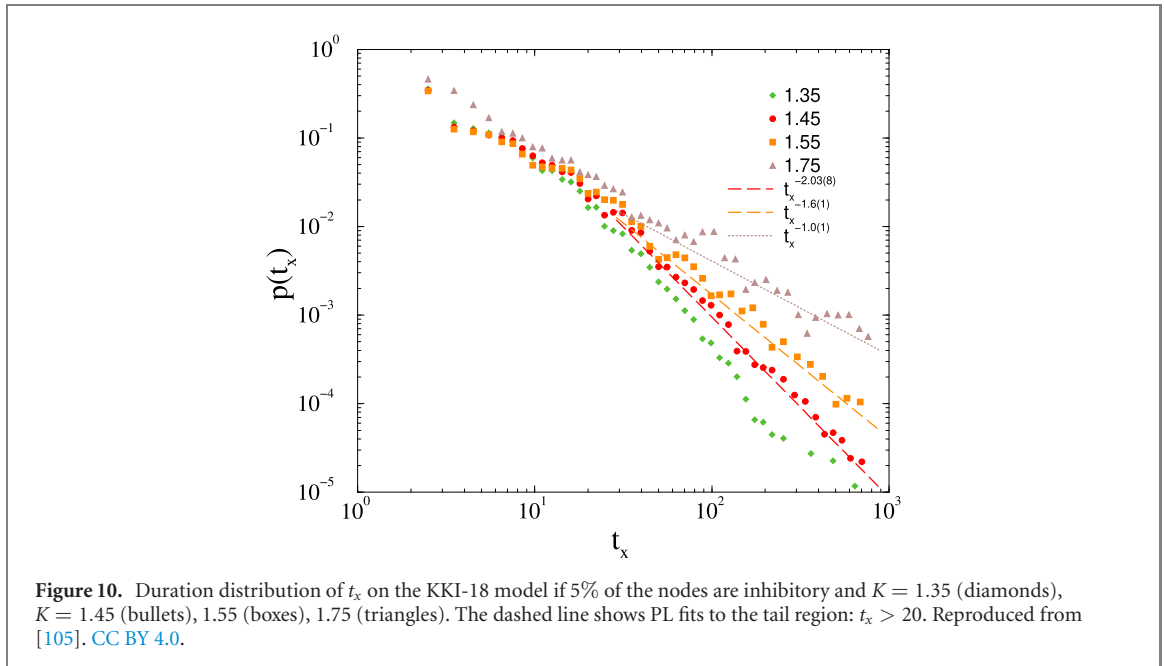 10^0
10^-1
10^-2
10^-3
10^-4
10^-5
p(t_x)
1.35
1.45
1.55
1.75
t_x^-2.03(8)
t_x^-1.6(1)
t_x^-1.0(1)
10^0 10^1 10^2 10^3
t_x
Figure 10. Duration distribution of t_x on the KKI-18 model if 5% of the nodes are inhibitory and K = 1.35 (diamonds),
K = 1.45 (bullets), 1.55 (boxes), 1.75 (triangles). The dashed line shows PL fits to the tail region: t_x > 20. Reproduced from
[105]. CC BY 4.0.